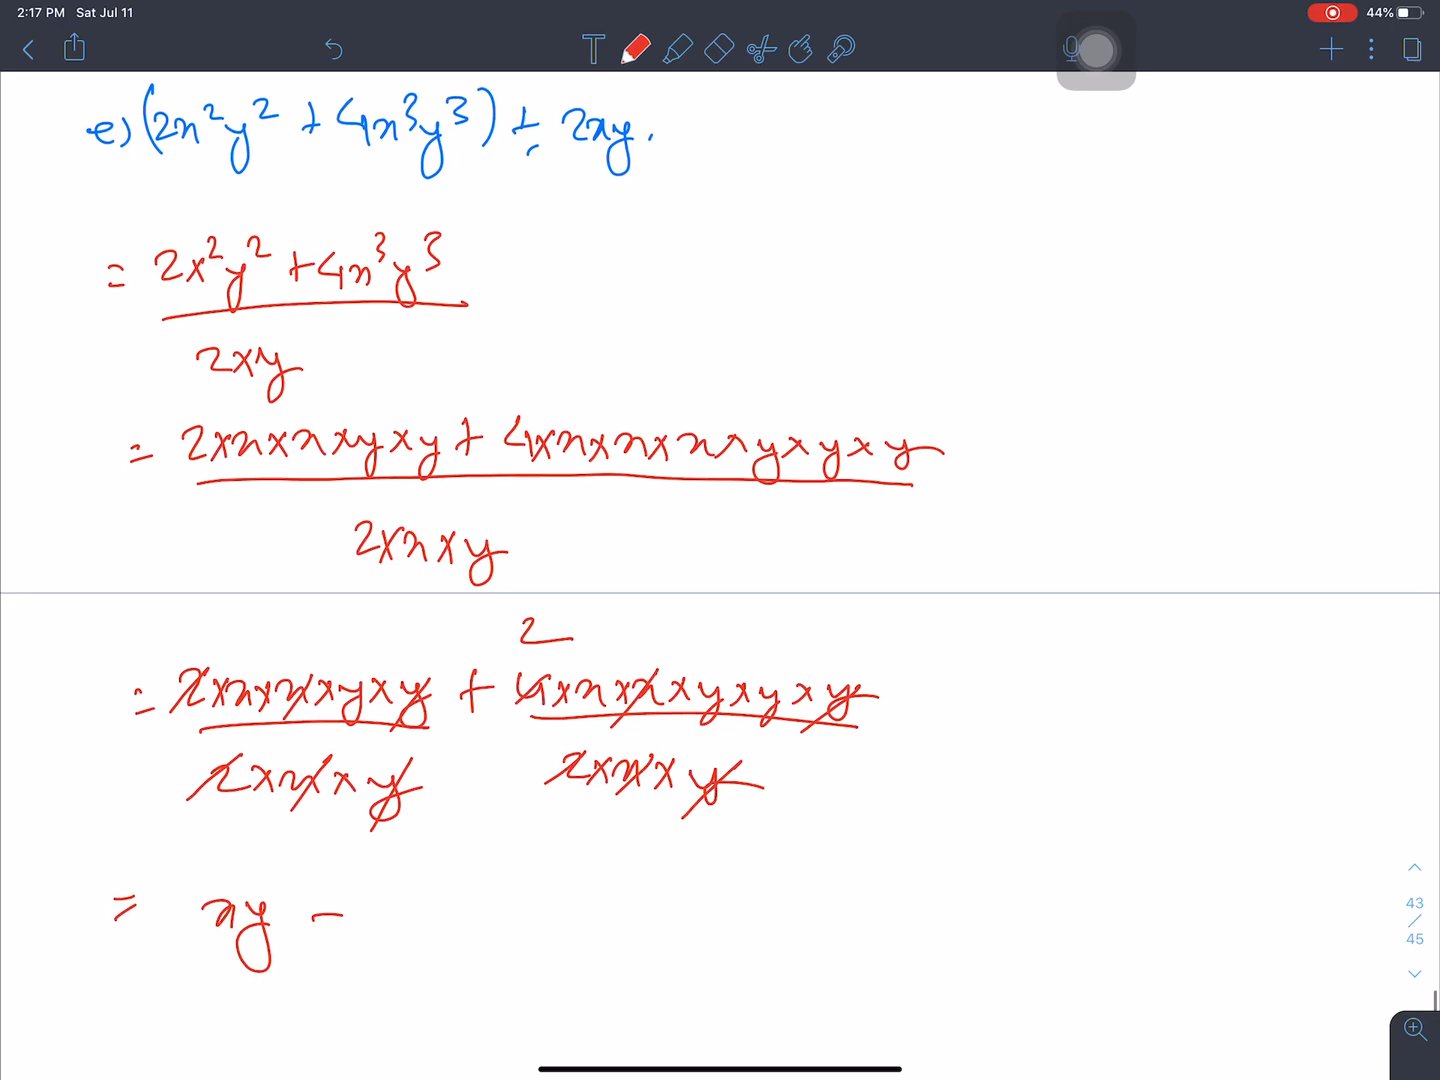 2:17 PM Sat Jul 11
44%
e) (2x²y² + 4x³y³) ÷ 2xy.
= 2x²y² + 4x³y³
2xy
= 2×x×x×y×y + 4×x×x×x×y×y×y
2×x×y
2
= 2×x×x×y×y + 4×x×x×y×y×y
2×x×y 2×x×y
= xy −
43
/
45